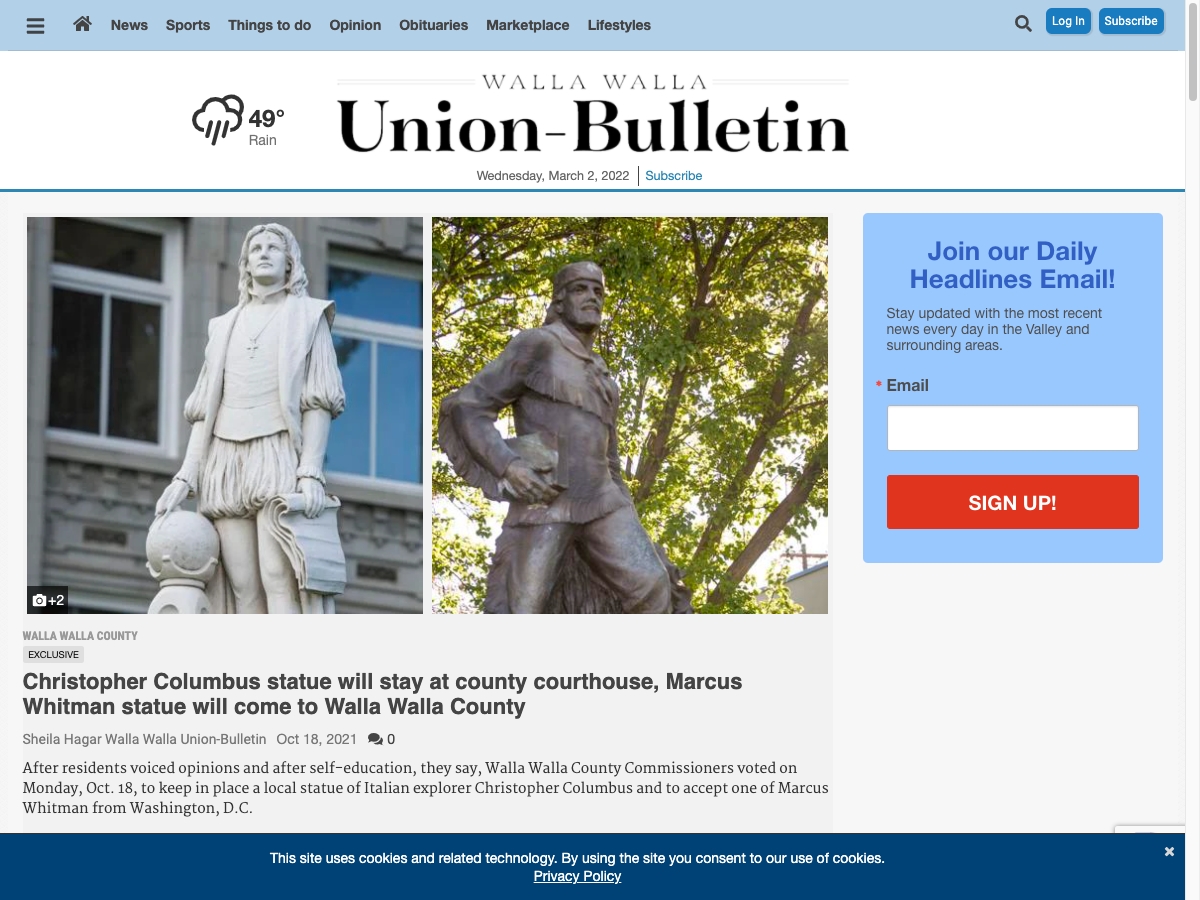 News Sports Things to do Opinion Obituaries Marketplace Lifestyles
Log In Subscribe
WALLA WALLA
Union-Bulletin
49°
Rain
Wednesday, March 2, 2022 Subscribe
+2
WALLA WALLA COUNTY
EXCLUSIVE
Christopher Columbus statue will stay at county courthouse, Marcus
Whitman statue will come to Walla Walla County
Sheila Hagar Walla Walla Union-Bulletin Oct 18, 2021 0
After residents voiced opinions and after self-education, they say, Walla Walla County Commissioners voted on
Monday, Oct. 18, to keep in place a local statue of Italian explorer Christopher Columbus and to accept one of Marcus
Whitman from Washington, D.C.
Join our Daily
Headlines Email!
Stay updated with the most recent
news every day in the Valley and
surrounding areas.
* Email
SIGN UP!
This site uses cookies and related technology. By using the site you consent to our use of cookies.
Privacy Policy
×